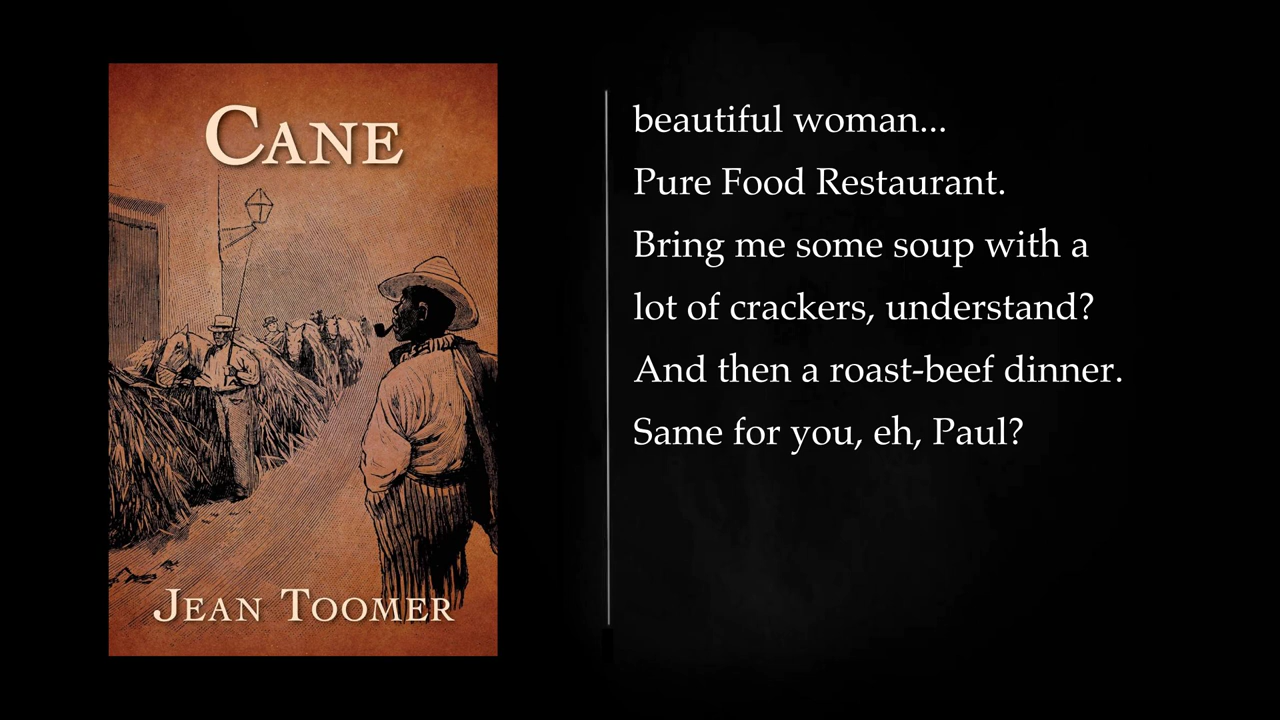 CANE
JEAN TOOMER
beautiful woman...
Pure Food Restaurant.
Bring me some soup with a
lot of crackers, understand?
And then a roast-beef dinner.
Same for you, eh, Paul?